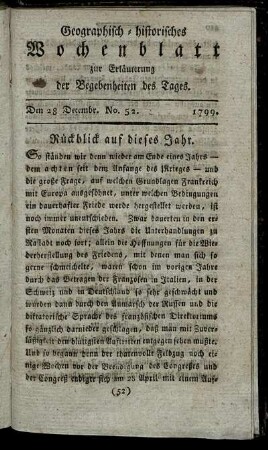 Geographisch-historisches
Wochenblatt
zur Erläuterung
der Begebenheiten des Tages.
Den 28 Decembr. No. 52. 1799.
Rückblick auf dieses Jahr.
So ständen wir denn wieder am Ende eines Jahrs —
dem achten seit dem Anfange des Krieges — und
die große Frage, auf welchen Grundlagen Frankreich
mit Europa ausgesöhnt, unter welchen Bedingungen
ein dauerhafter Friede werde hergestellet werden, ist
noch immer unentschieden. Zwar dauerten in den er-
sten Monaten dieses Jahrs die Unterhandlungen zu
Rastadt noch fort; allein die Hoffnungen für die Wie-
derherstellung des Friedens, mit denen man sich so
gerne schmeichelte, waren schon im vorigen Jahre
durch das Betragen der Franzosen in Italien, in der
Schweiz und in Deutschland so sehr geschwächt und
wurden dann durch den Anmarsch der Russen und die
diktatorische Sprache des französischen Direktoriums
so gänzlich darnieder geschlagen, daß man mit Zuver-
läßigkeit den blutigsten Auftritten entgegen sehen mußte.
Und so begann denn der thatenvolle Feldzug noch ei-
nige Wochen vor der Beendigung des Congreßes und
der Congreß endigte sich am 28 April mit einem Auf-
(52)